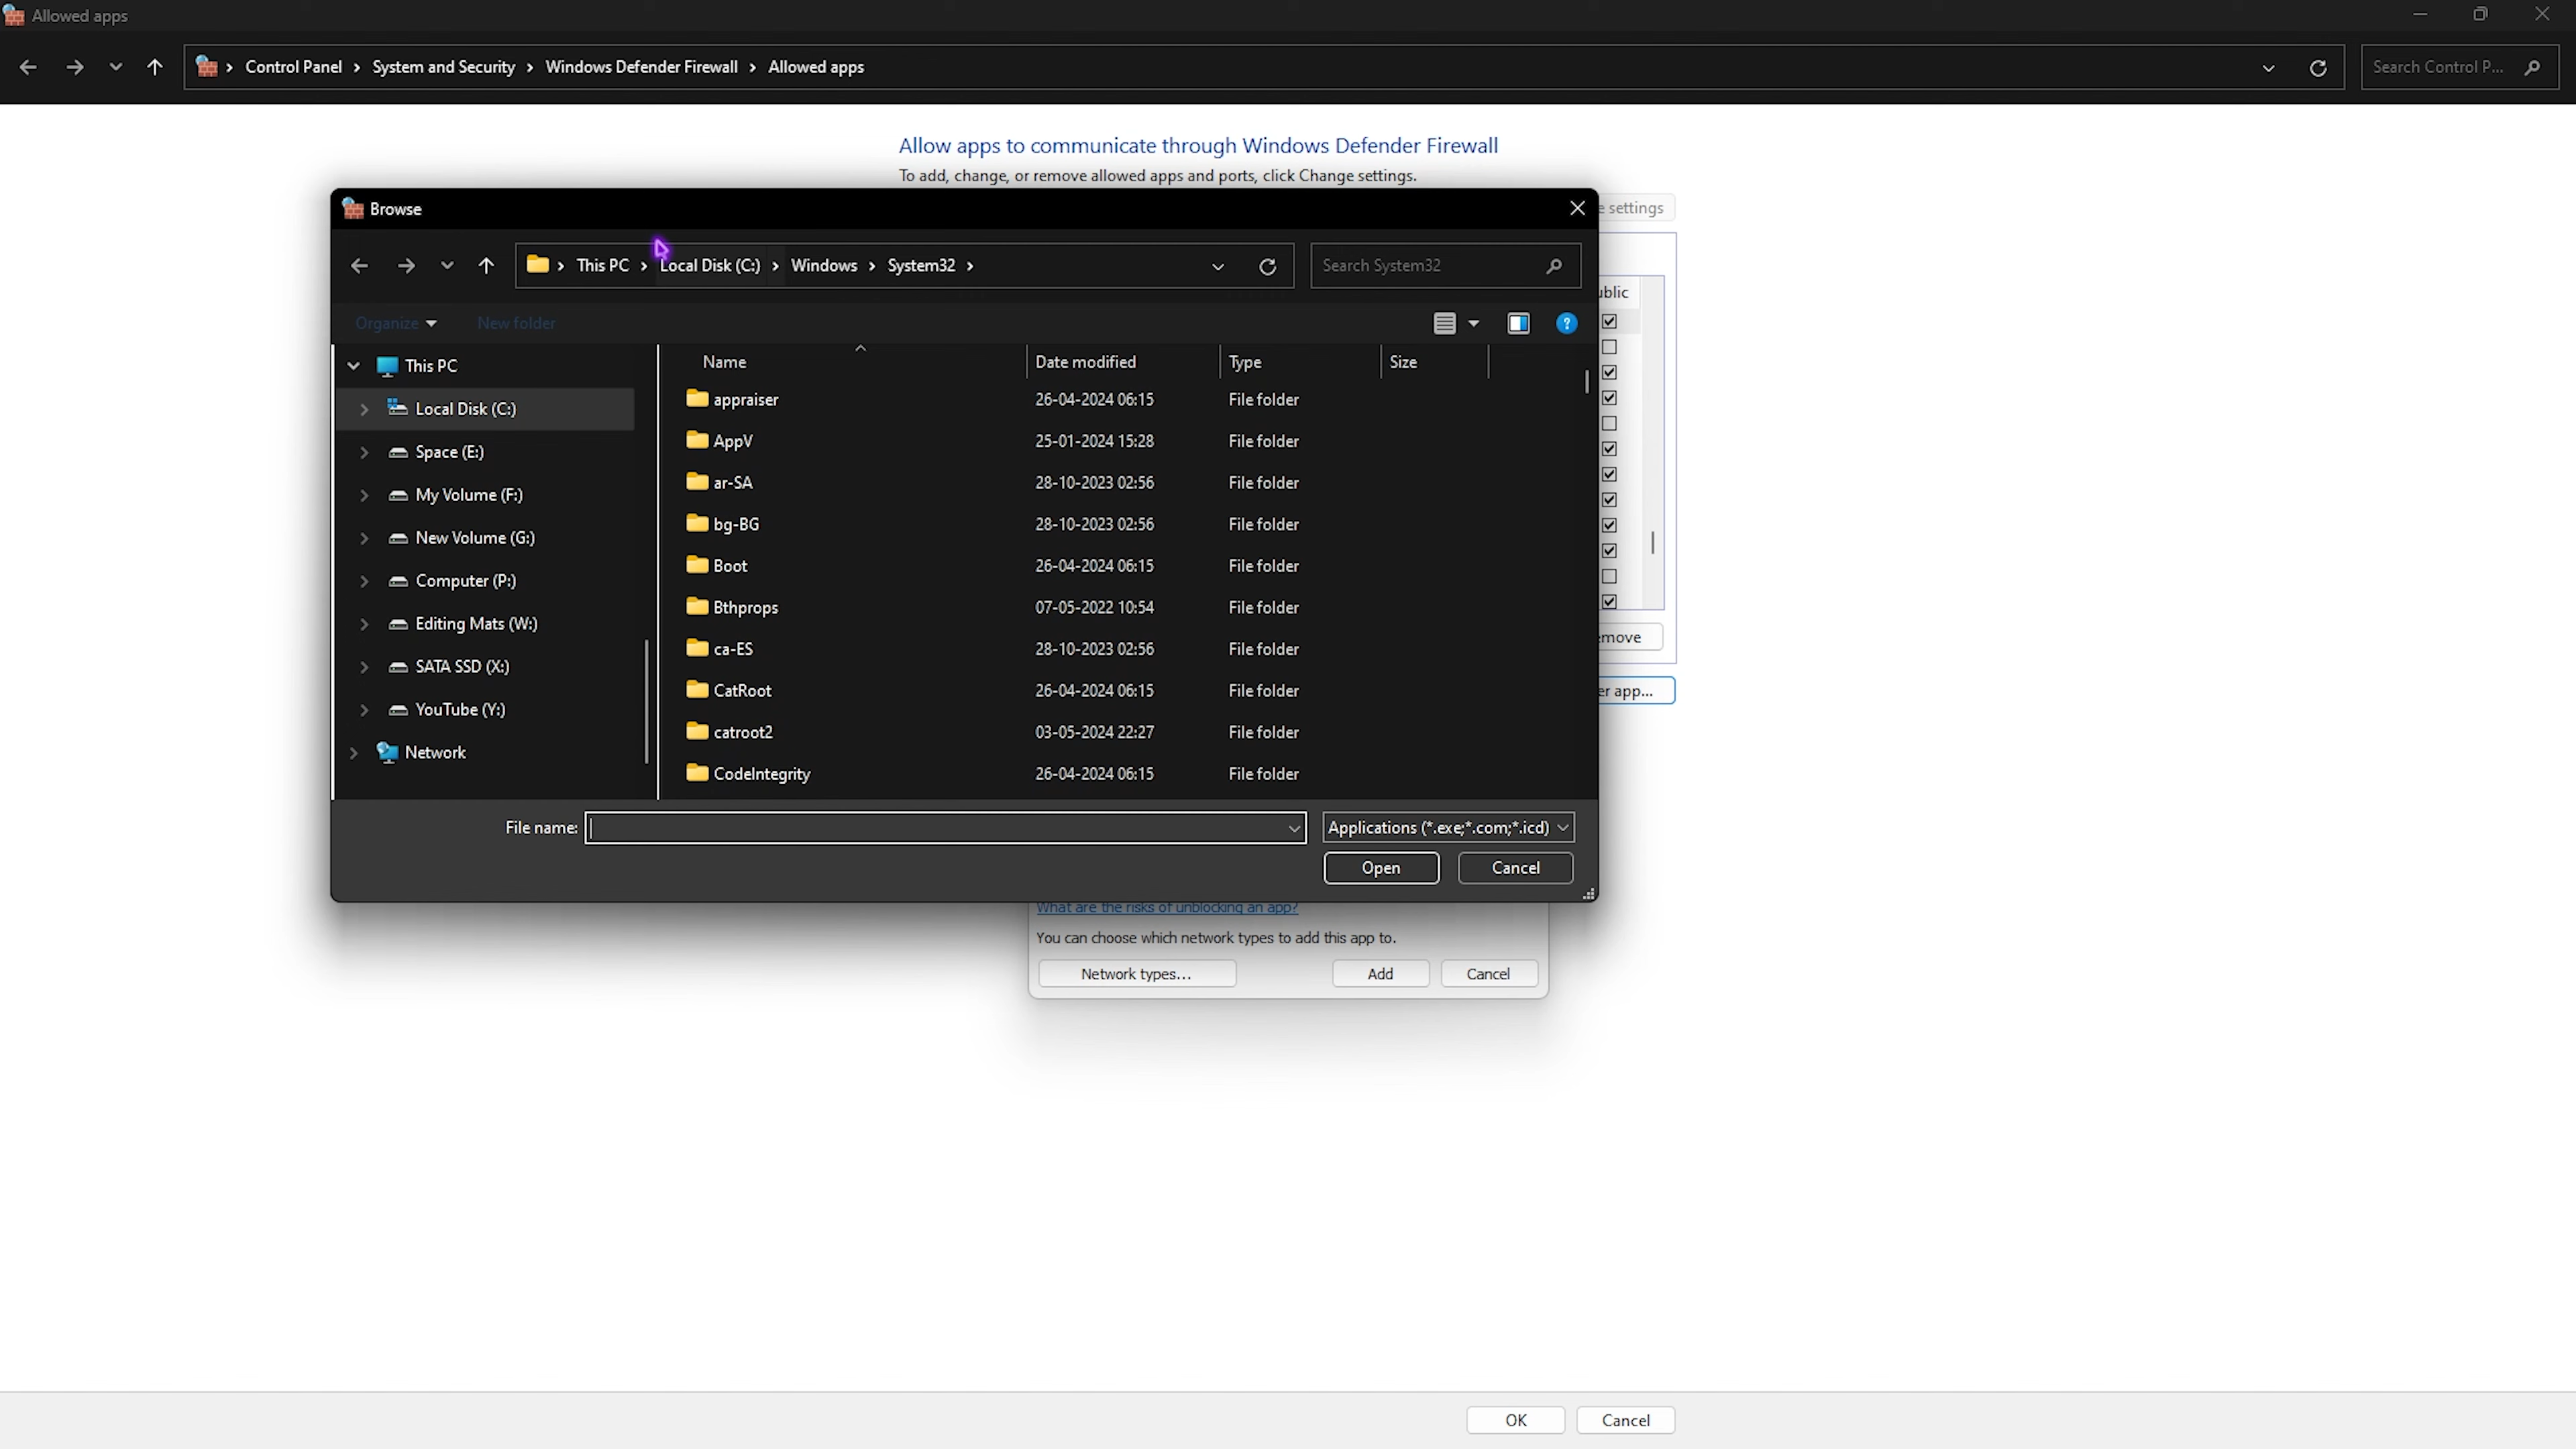 Allowed apps
Control Panel > System and Security > Windows Defender Firewall > Allowed apps
Search Control P...
Allow apps to communicate through Windows Defender Firewall
To add, change, or remove allowed apps and ports, click Change settings.
settings
Browse
This PC > Local Disk (C:) > Windows > System32 >
Search System32
Organize
New folder
Name Date modified Type Size
This PC
Local Disk (C:)
Space (E:)
My Volume (F:)
New Volume (G:)
Computer (P:)
Editing Mats (W:)
SATA SSD (X:)
YouTube (Y:)
Network
appraiser 26-04-2024 06:15 File folder
AppV 25-01-2024 15:28 File folder
ar-SA 28-10-2023 02:56 File folder
bg-BG 28-10-2023 02:56 File folder
Boot 26-04-2024 06:15 File folder
Bthprops 07-05-2022 10:54 File folder
ca-ES 28-10-2023 02:56 File folder
CatRoot 26-04-2024 06:15 File folder
catroot2 03-05-2024 22:27 File folder
CodeIntegrity 26-04-2024 06:15 File folder
File name:
Applications (*.exe;*.com;*.icd)
Open Cancel
What are the risks of unblocking an app?
You can choose which network types to add this app to.
Network types... Add Cancel
app...
OK Cancel